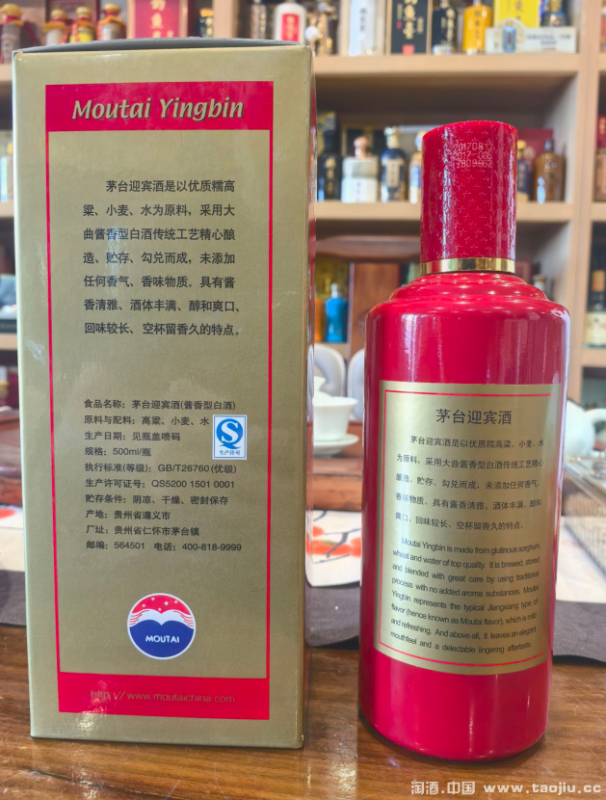 Moutai Yingbin
茅台迎宾酒是以优质糯高
粱、小麦、水为原料，采用大
曲酱香型白酒传统工艺精心酿
造、贮存、勾兑而成，未添加
任何香气、香味物质，具有酱
香清雅、酒体丰满、醇和爽口、
回味较长、空杯留香久的特点。
食品名称：茅台迎宾酒(酱香型白酒)
原料与配料：高粱、小麦、水
生产日期：见瓶盖喷码
规格：500ml/瓶
执行标准(等级)：GB/T26760(优级)
生产许可证号：QS5200 1501 0001
贮存条件：阴凉、干燥、密封保存
产地：贵州省遵义市
厂址：贵州省仁怀市茅台镇
邮编：564501 电话：400-818-9999
生产许可
MOUTAI
http://www.moutaichina.com
茅台迎宾酒
茅台迎宾酒是以优质糯高粱、小麦、水
为原料，采用大曲酱香型白酒传统工艺精心
酿造、贮存、勾兑而成，未添加任何香气、
香味物质，具有酱香清雅、酒体丰满、醇和
爽口、回味较长、空杯留香久的特点。
Moutai Yingbin is made from glutinous sorghum,
wheat and water of top quality. It is brewed, stored
and blended with great care by using traditional
process with no added aroma substances. Moutai
Yingbin represents the typical Jiangxiang type of
flavor (hence known as Moutai flavor), which is mild
and refreshing. And above all, it leaves an elegant
mouthfeel and a delectable lingering aftertaste.
淘酒.中国 www.taojiu.cc